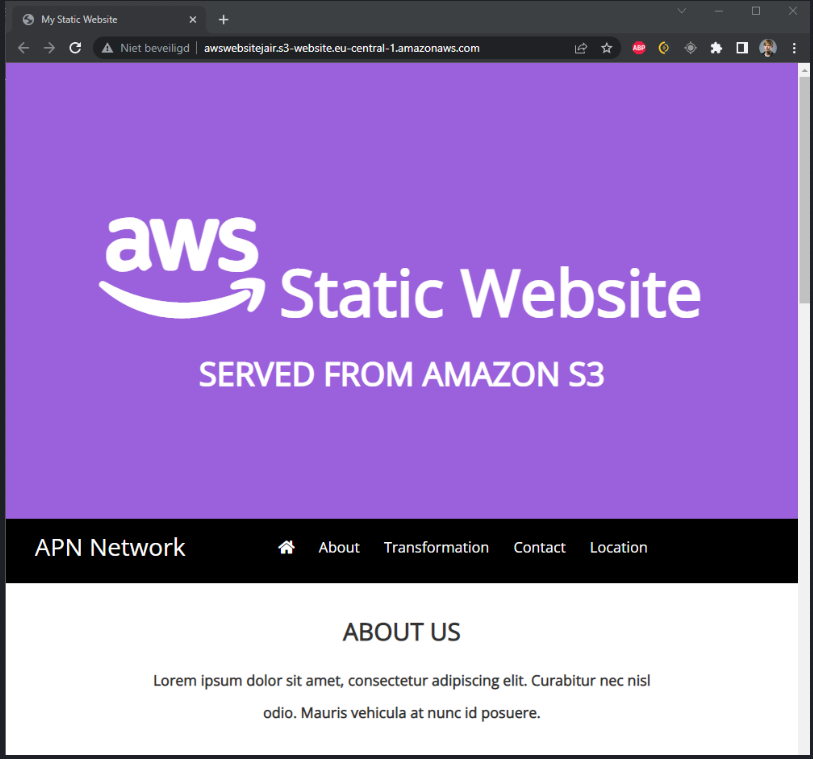 My Static Website
Niet beveiligd awswebsitejair.s3-website.eu-central-1.amazonaws.com
ABP
aws
Static Website
SERVED FROM AMAZON S3
APN Network About Transformation Contact Location
ABOUT US
Lorem ipsum dolor sit amet, consectetur adipiscing elit. Curabitur nec nisl
odio. Mauris vehicula at nunc id posuere.